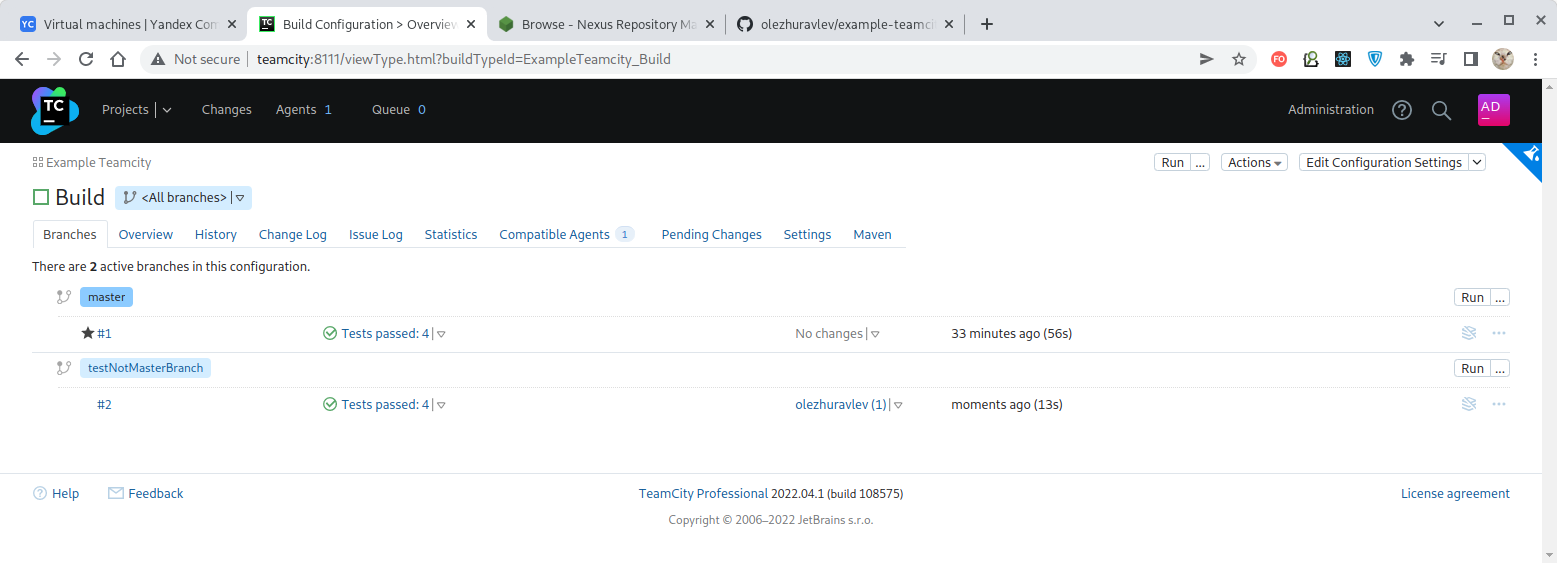 Virtual machines | Yandex Com
Build Configuration > Overview
Browse - Nexus Repository Ma
olezhuravlev/example-teamci
Not secure | teamcity:8111/viewType.html?buildTypeId=ExampleTeamcity_Build
FO
TC Projects Changes Agents 1 Queue 0 Administration AD
Example Teamcity Run ... Actions Edit Configuration Settings
Build <All branches>
Branches Overview History Change Log Issue Log Statistics Compatible Agents 1 Pending Changes Settings Maven
There are 2 active branches in this configuration.
master Run ...
#1 Tests passed: 4 No changes 33 minutes ago (56s)
testNotMasterBranch Run ...
#2 Tests passed: 4 olezhuravlev (1) moments ago (13s)
Help Feedback TeamCity Professional 2022.04.1 (build 108575) License agreement
Copyright © 2006–2022 JetBrains s.r.o.